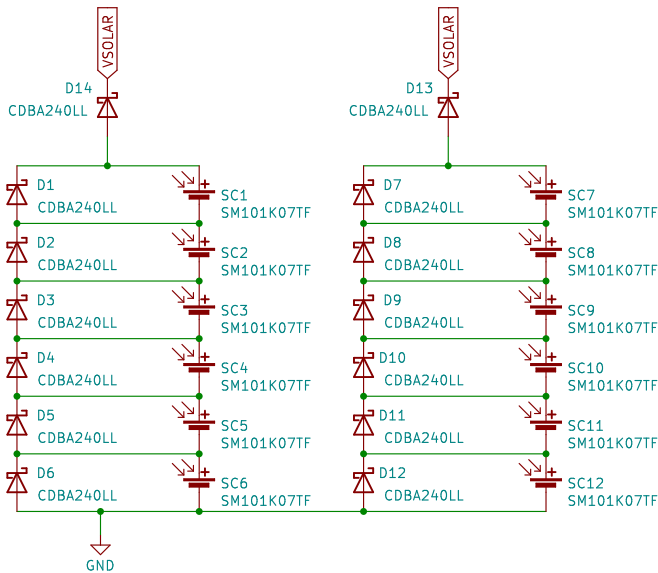 VSOLAR
VSOLAR
D14
CDBA240LL
D13
CDBA240LL
D1
CDBA240LL
SC1
SM101K07TF
D7
CDBA240LL
SC7
SM101K07TF
D2
CDBA240LL
SC2
SM101K07TF
D8
CDBA240LL
SC8
SM101K07TF
D3
CDBA240LL
SC3
SM101K07TF
D9
CDBA240LL
SC9
SM101K07TF
D4
CDBA240LL
SC4
SM101K07TF
D10
CDBA240LL
SC10
SM101K07TF
D5
CDBA240LL
SC5
SM101K07TF
D11
CDBA240LL
SC11
SM101K07TF
D6
CDBA240LL
SC6
SM101K07TF
D12
CDBA240LL
SC12
SM101K07TF
GND